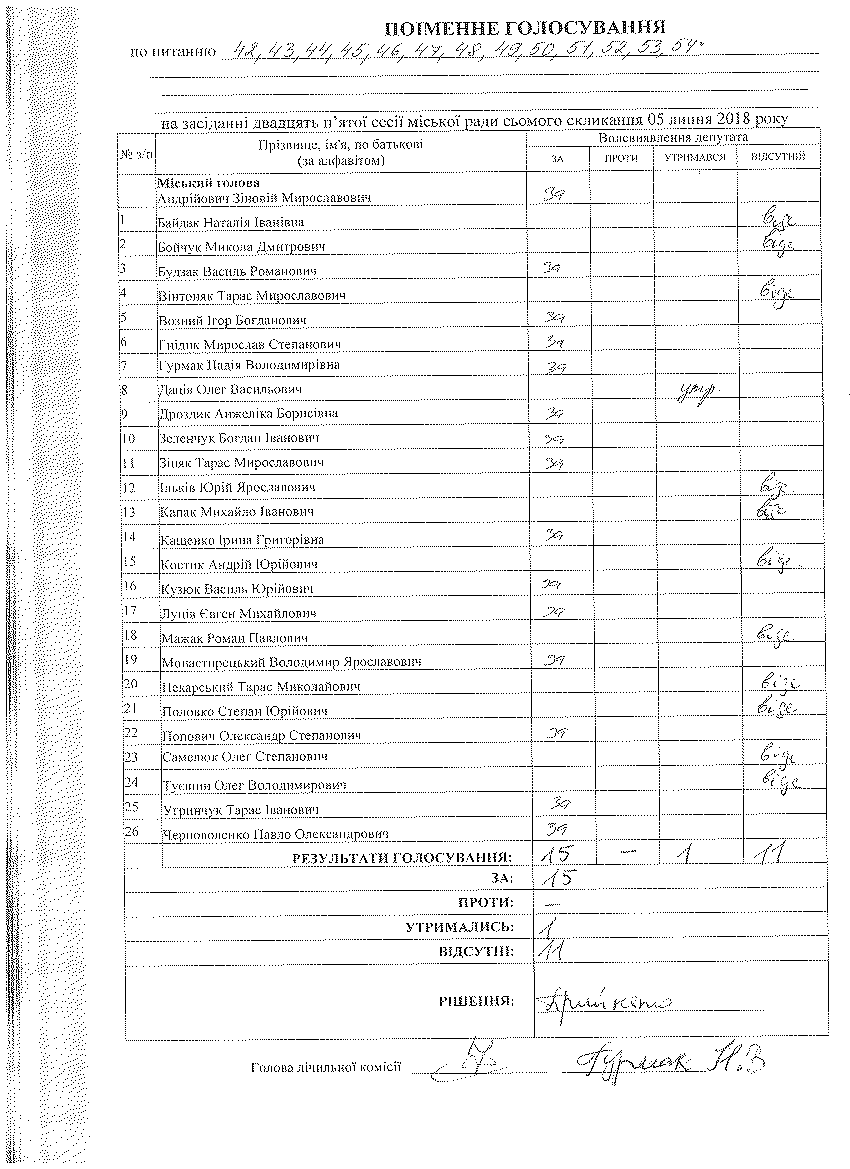 ПОІМЕННЕ ГОЛОСУВАННЯ
по питанню 42, 43, 44, 45, 46, 47, 48, 49, 50, 51, 52, 53, 54
на засіданні двадцять п'ятої сесії міської ради сьомого скликання 05 липня 2018 року
№ з/п Прізвище, ім'я, по батькові (за алфавітом) Волевиявлення депутата
ЗА ПРОТИ УТРИМАВСЯ ВІДСУТНІЙ
Міський голова
Андрійович Зіновій Мирославович за
1 Байдак Наталія Іванівна відс
2 Бойчук Микола Дмитрович відс
3 Булзак Василь Романович за
4 Вінтоняк Тарас Мирославович відс
5 Возний Ігор Богданович за
6 Гнідик Мирослав Степанович за
7 Гурмак Надія Володимирівна за
8 Даців Олег Васильович утр.
9 Дроздик Анжеліка Борисівна за
10 Зеленчук Богдан Іванович за
11 Зіняк Тарас Мирославович за
12 Ільків Юрій Ярославович відс
13 Капак Михайло Іванович відс
14 Кащенко Ірина Григорівна за
15 Костик Андрій Юрійович відс
16 Кузюк Василь Юрійович за
17 Луців Євген Михайлович за
18 Мажак Роман Павлович відс
19 Монастирецький Володимир Ярославович за
20 Пекарський Тарас Миколайович відс
21 Половко Степан Юрійович відс
22 Попович Олександр Степанович за
23 Самелюк Олег Степанович відс
24 Олег Володимирович відс
25 Угринчук Тарас Іванович за
26 Черноволенко Павло Олександрович за
РЕЗУЛЬТАТИ ГОЛОСУВАННЯ: 15 — 1 11
ЗА: 15
ПРОТИ: —
УТРИМАЛИСЬ: 1
ВІДСУТНІ: 11
РІШЕННЯ: Прийнято
Голова лічильної комісії Гурмак Н.В